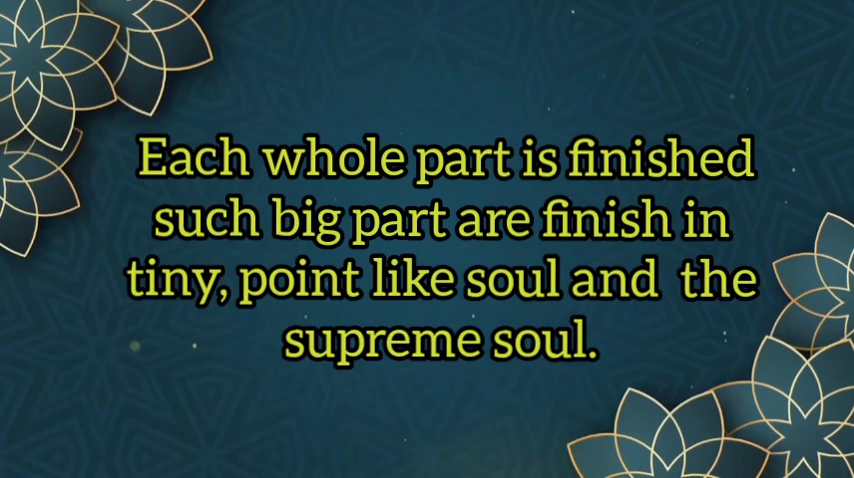 Each whole part is finished
such big part are finish in
tiny, point like soul and the
supreme soul.